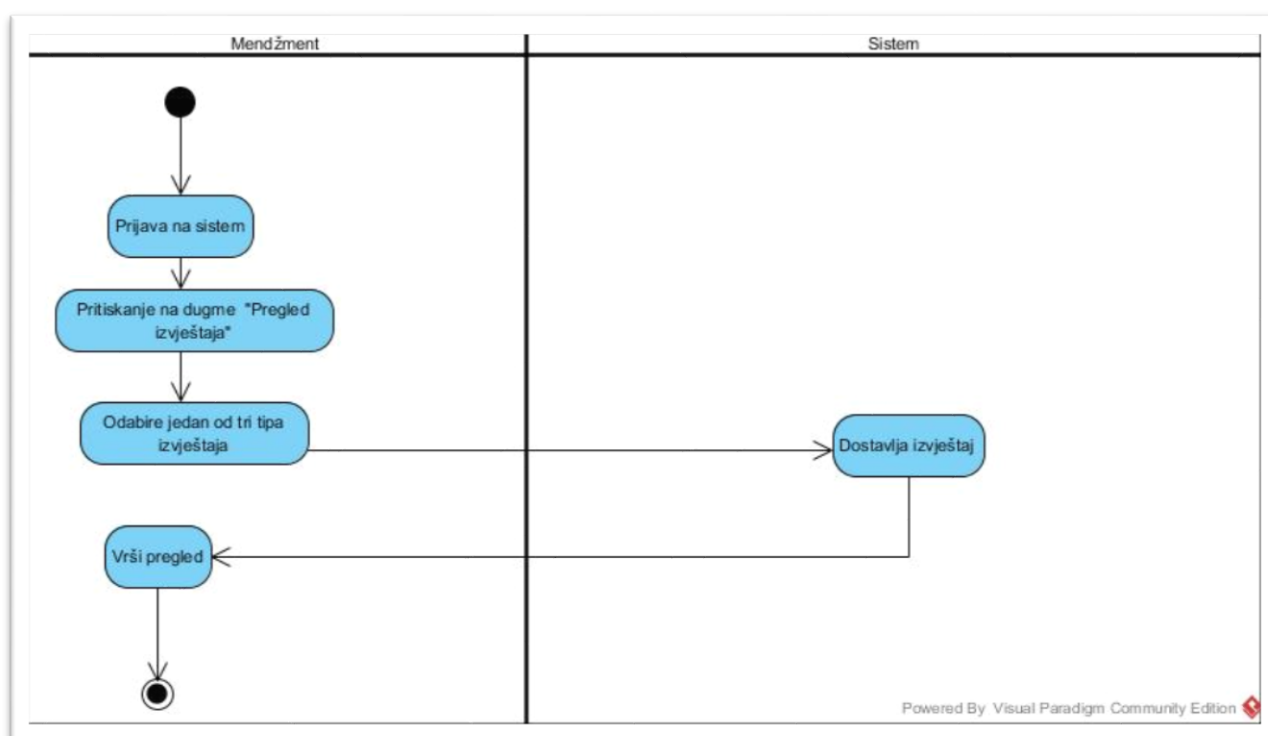 Mendžment
Sistem
Prijava na sistem
Pritiskanje na dugme "Pregled
izvještaja"
Odabire jedan od tri tipa
izvještaja
Dostavlja izvještaj
Vrši pregled
Powered By Visual Paradigm Community Edition